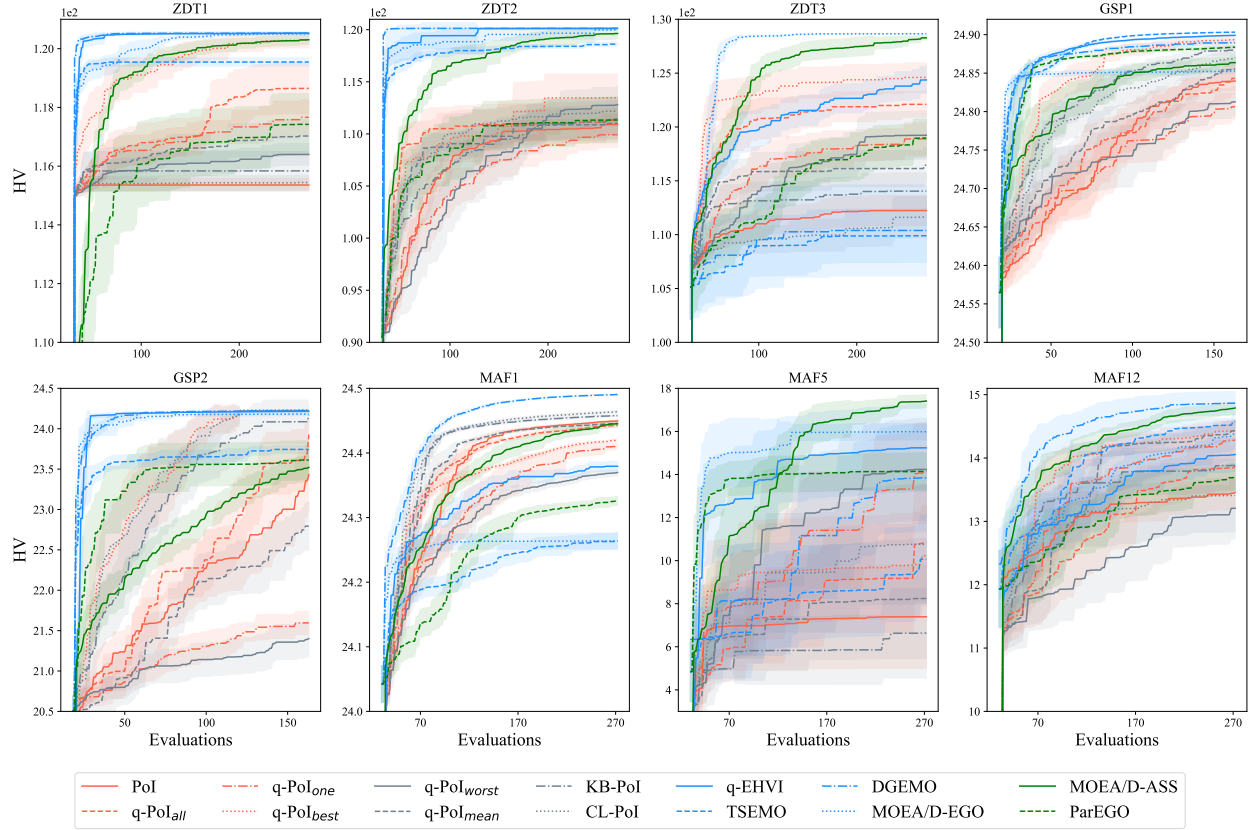 ZDT1
ZDT2
ZDT3
GSP1
1e2
1e2
1e2
1.20
1.18
1.16
1.14
1.12
1.10
HV
100
200
1.20
1.15
1.10
1.05
1.00
0.95
0.90
100
200
1.30
1.25
1.20
1.15
1.10
1.05
1.00
100
200
24.90
24.85
24.80
24.75
24.70
24.65
24.60
24.55
24.50
50
100
150
GSP2
MAF1
MAF5
MAF12
24.5
24.0
23.5
23.0
22.5
22.0
21.5
21.0
20.5
HV
50
100
150
Evaluations
24.5
24.4
24.3
24.2
24.1
24.0
70
170
270
Evaluations
18
16
14
12
10
8
6
4
70
170
270
Evaluations
15
14
13
12
11
10
70
170
270
Evaluations
PoI
q-PoI_one
q-PoI_worst
KB-PoI
q-EHVI
DGEMO
MOEA/D-ASS
q-PoI_all
q-PoI_best
q-PoI_mean
CL-PoI
TSEMO
MOEA/D-EGO
ParEGO